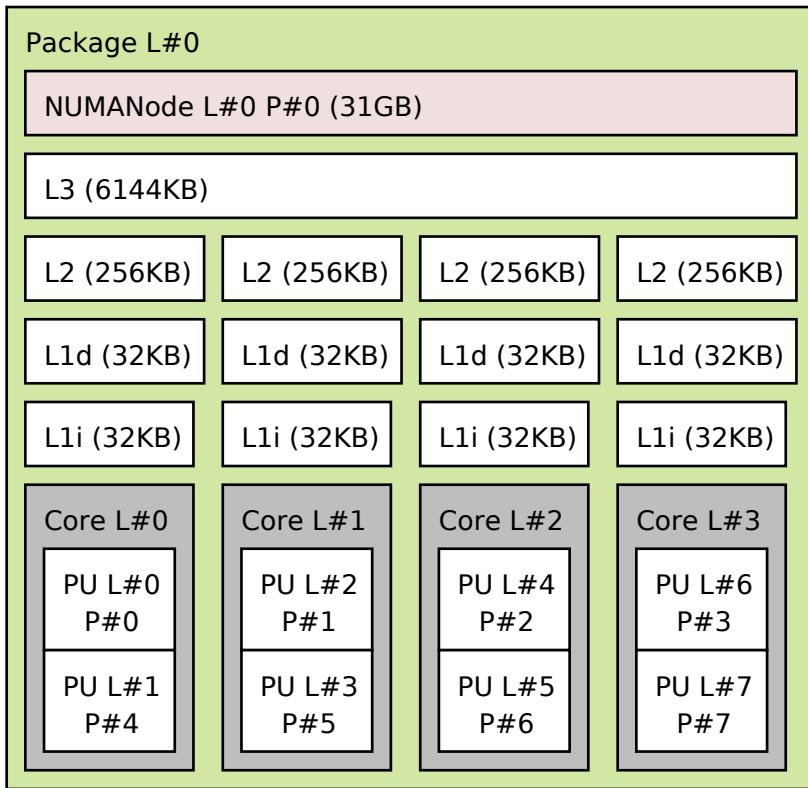 Package L#0
NUMANode L#0 P#0 (31GB)
L3 (6144KB)
L2 (256KB) L2 (256KB) L2 (256KB) L2 (256KB)
L1d (32KB) L1d (32KB) L1d (32KB) L1d (32KB)
L1i (32KB) L1i (32KB) L1i (32KB) L1i (32KB)
Core L#0
PU L#0
P#0
PU L#1
P#4
Core L#1
PU L#2
P#1
PU L#3
P#5
Core L#2
PU L#4
P#2
PU L#5
P#6
Core L#3
PU L#6
P#3
PU L#7
P#7